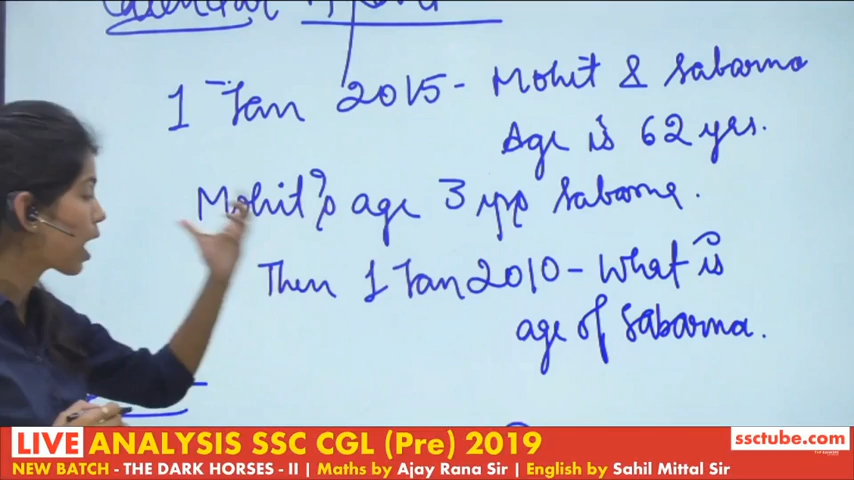 1 Jan 2015 - Mohit & Sabarna
Age is 62 yrs.
Mohit's age 3 Sabarna.
Then 1 Jan 2010 - What is
age of Sabarna.
LIVE ANALYSIS SSC CGL (Pre) 2019
ssctube.com
NEW BATCH - THE DARK HORSES - II | Maths by Ajay Rana Sir | English by Sahil Mittal Sir